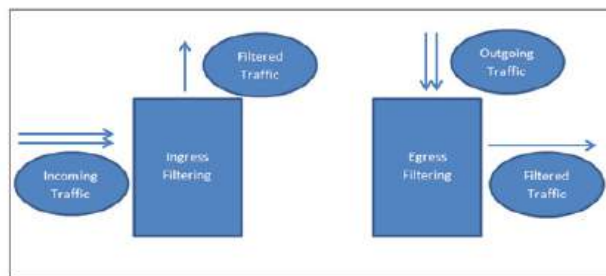 Filtered
Traffic
Outgoing
Traffic
Ingress
Filtering
Egress
Filtering
Incoming
Traffic
Filtered
Traffic